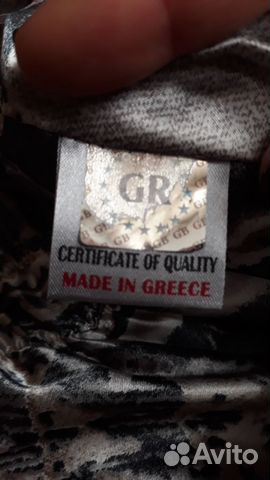 GR
CERTIFICATE OF QUALITY
MADE IN GREECE
Avito